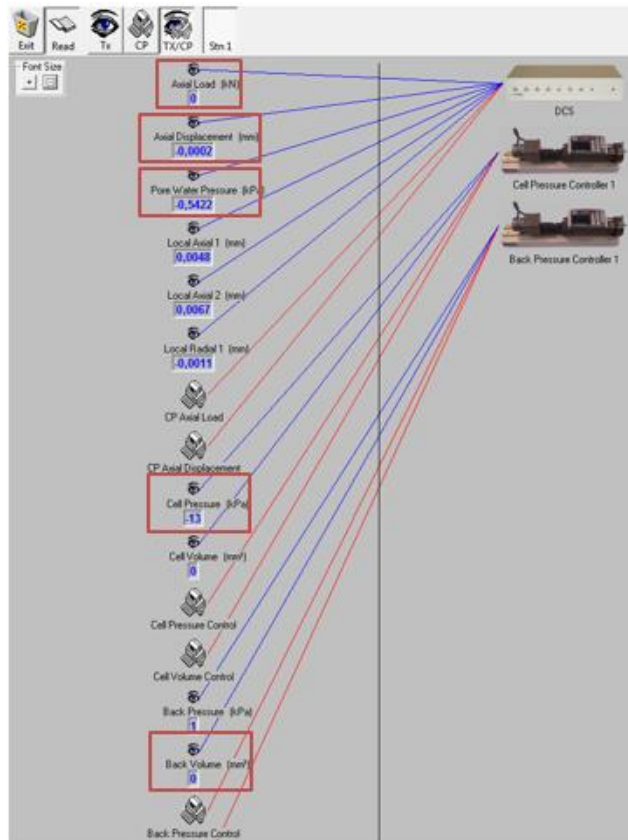 Exit
Read
Tx
CP
TX/CP
Stn 1
Font Size
+
Axial Load (kN)
0
Axial Displacement (mm)
-0,0002
Pore Water Pressure (kPa)
-0,5422
Local Axial 1 (mm)
0,0048
Local Axial 2 (mm)
0,0067
Local Radial 1 (mm)
-0,0011
CP Axial Load
CP Axial Displacement
Cell Pressure (kPa)
-13
Cell Volume (mm³)
0
Cell Pressure Control
Cell Volume Control
Back Pressure (kPa)
1
Back Volume (mm³)
0
Back Pressure Control
DCS
Cell Pressure Controller 1
Back Pressure Controller 1